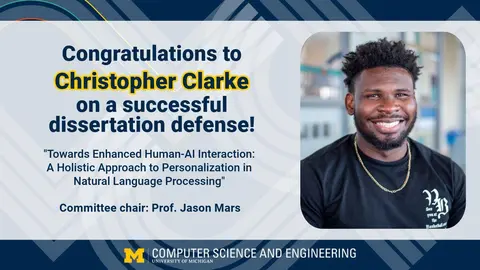 Congratulations to
Christopher Clarke
on a successful
dissertation defense!
"Towards Enhanced Human-AI Interaction:
A Holistic Approach to Personalization in
Natural Language Processing"
Committee chair: Prof. Jason Mars
M COMPUTER SCIENCE AND ENGINEERING
UNIVERSITY OF MICHIGAN